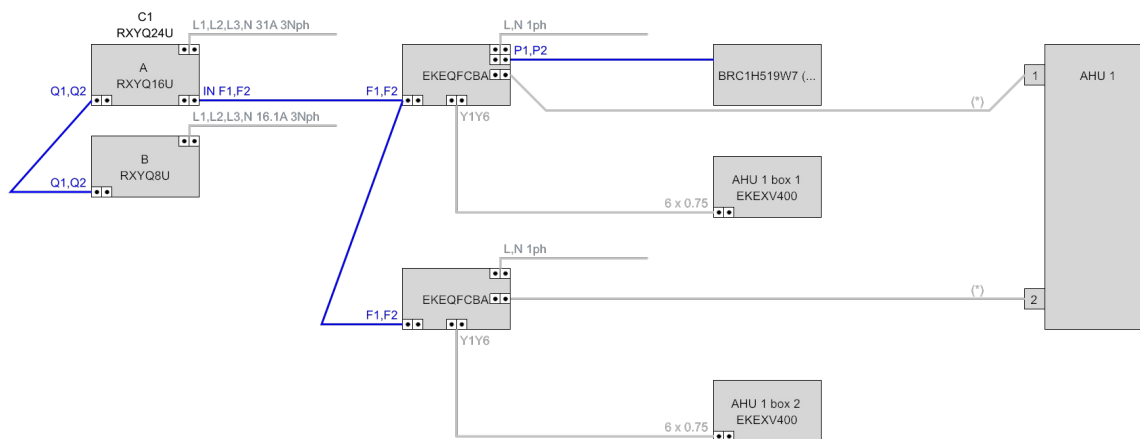 C1
RXYQ24U
L1,L2,L3,N 31A 3Nph
A
RXYQ16U
Q1,Q2
IN F1,F2
L1,L2,L3,N 16.1A 3Nph
B
RXYQ8U
Q1,Q2
L,N 1ph
P1,P2
EKEQFCBA
F1,F2
Y1Y6
BRC1H519W7 (...
(*)
1
AHU 1
AHU 1 box 1
EKEXV400
6 x 0.75
L,N 1ph
EKEQFCBA
F1,F2
Y1Y6
(*)
2
AHU 1 box 2
EKEXV400
6 x 0.75